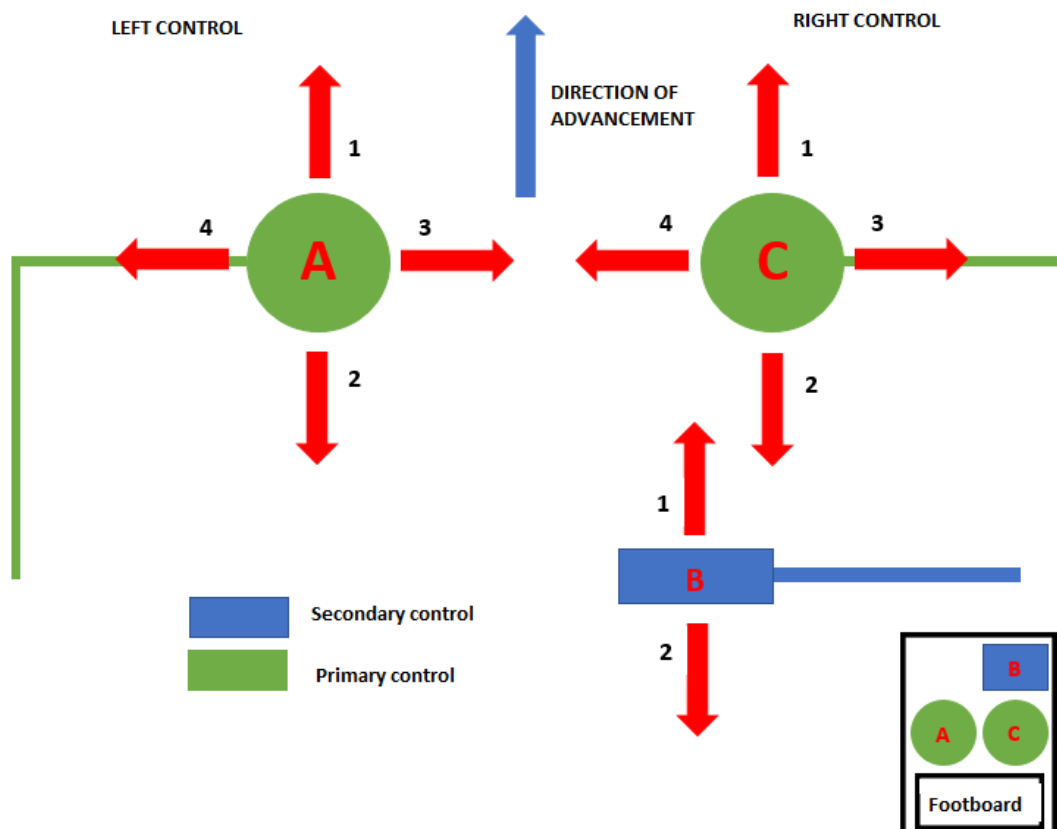 LEFT CONTROL
RIGHT CONTROL
DIRECTION OF
ADVANCEMENT
1
1
4
3
4
3
A
C
2
2
1
B
2
Secondary control
Primary control
B
A
C
Footboard